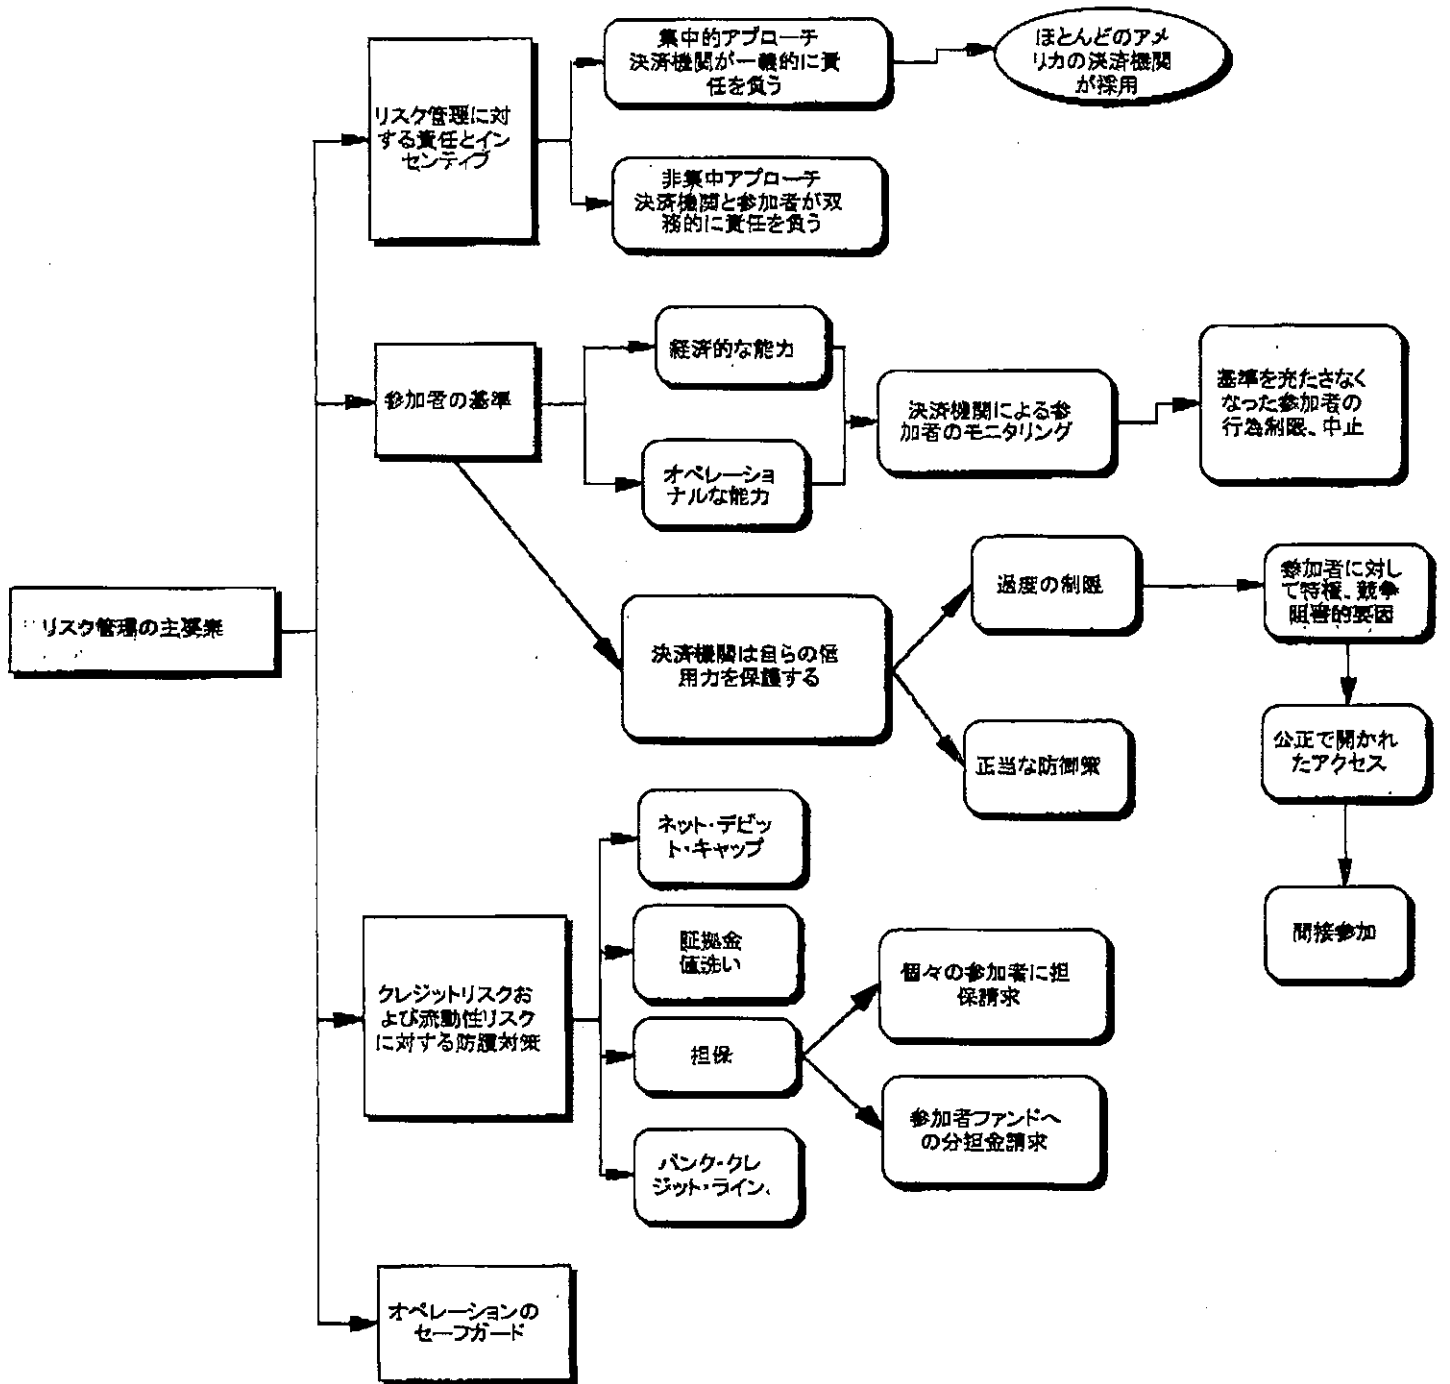 集中的アプローチ
決済機関が一義的に責
任を負う
ほとんどのアメ
リカの決済機関
が採用
リスク管理に対
する責任とイン
センティブ
非集中アプローチ
決済機関と参加者が双
務的に責任を負う
参加者の基準
経済的な能力
オペレーショ
ナルな能力
決済機関による参
加者のモニタリング
基準を充たさなく
なった参加者の
行為制限、中止
リスク管理の主要素
決済機関は自らの信
用力を保護する
過度の制限
正当な防御策
参加者に対し
て特権、競争
阻害的要因
公正で開かれ
たアクセス
間接参加
クレジットリスクお
よび流動性リスク
に対する防護対策
ネット・デビッ
ト・キャップ
証拠金
値洗い
担保
バンク・クレ
ジット・ライン、
個々の参加者に担
保請求
参加者ファンドへ
の分担金請求
オペレーションの
セーフガード